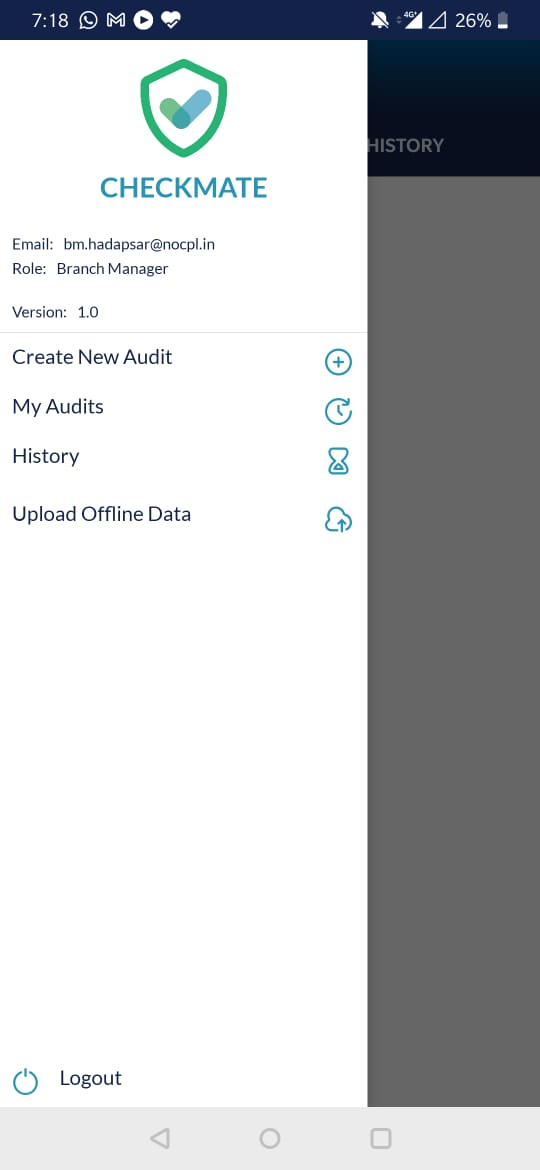 7:18 4G+ 26%
HISTORY
CHECKMATE
Email: bm.hadapsar@nocpl.in
Role: Branch Manager
Version: 1.0
Create New Audit
My Audits
History
Upload Offline Data
Logout